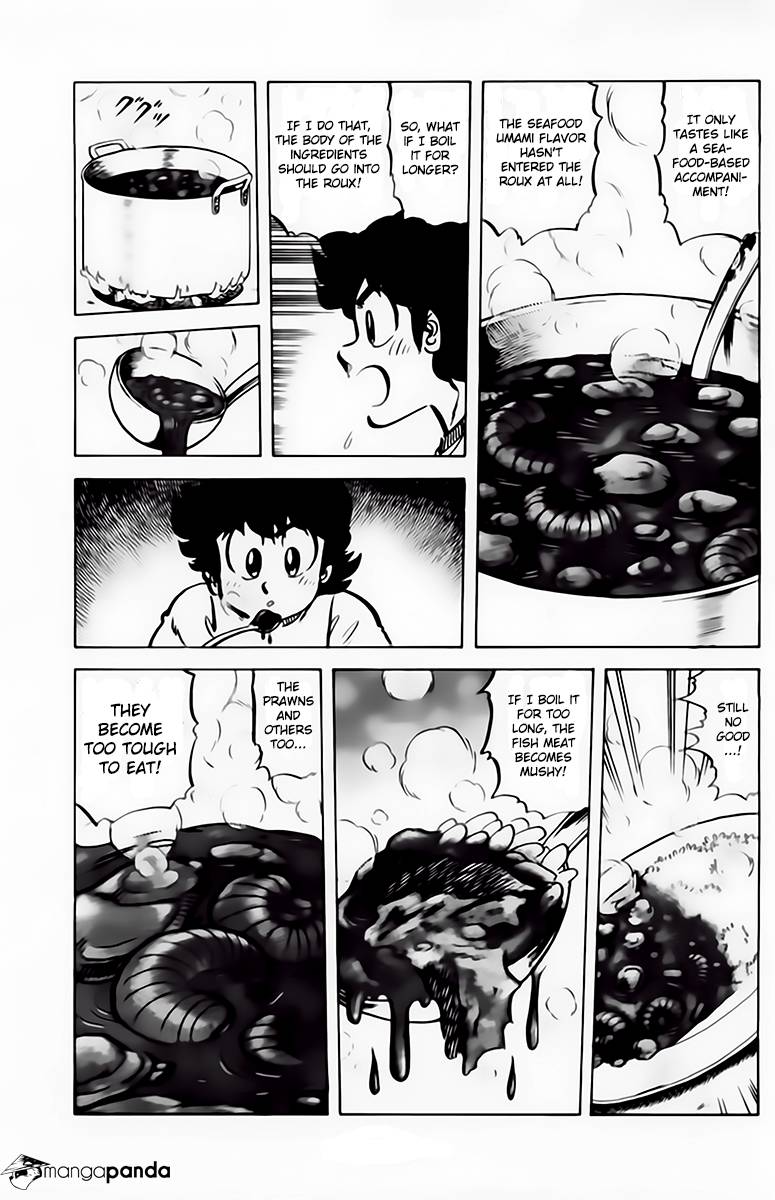 IT ONLY
TASTES LIKE
A SEA-
FOOD-BASED
ACCOMPANI-
MENT!
THE SEAFOOD
UMAMI FLAVOR
HASN'T
ENTERED THE
ROUX AT ALL!
SO, WHAT
IF I BOIL
IT FOR
LONGER?
IF I DO THAT,
THE BODY OF
THE
INGREDIENTS
SHOULD GO INTO
THE ROUX!
グツグツ
STILL
NO
GOOD
...!
IF I BOIL IT
FOR TOO
LONG, THE
FISH MEAT
BECOMES
MUSHY!
THE
PRAWNS
AND
OTHERS
TOO...
THEY
BECOME
TOO TOUGH
TO EAT!
mangapanda